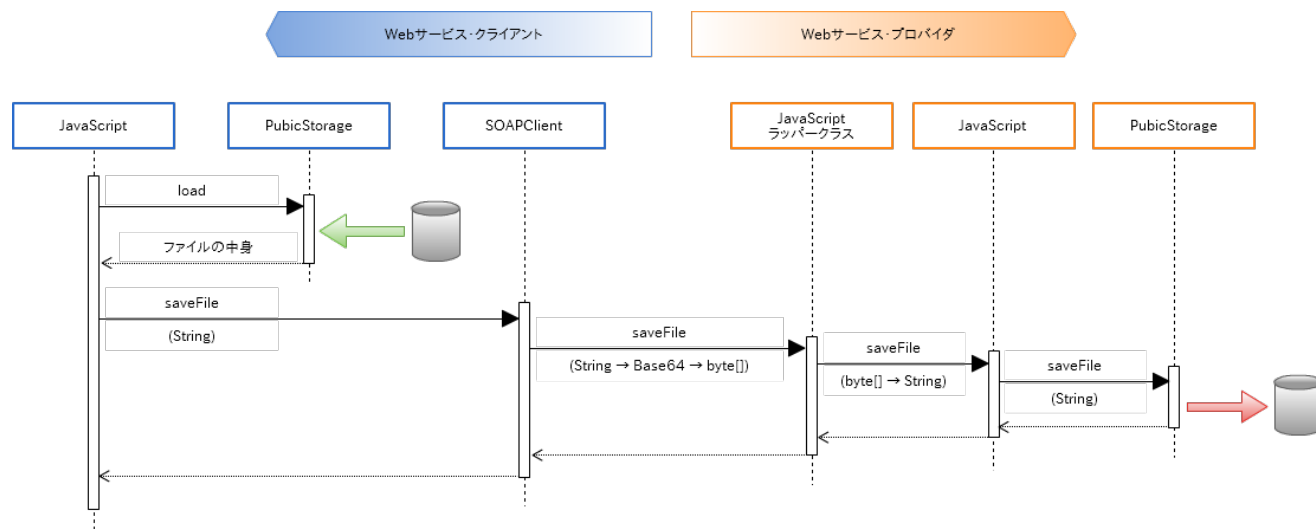 Webサービス・クライアント
Webサービス・プロバイダ
JavaScript
PubicStorage
SOAPClient
JavaScript
ラッパークラス
JavaScript
PubicStorage
load
ファイルの中身
saveFile
(String)
saveFile
(String → Base64 → byte[])
saveFile
(byte[] → String)
saveFile
(String)